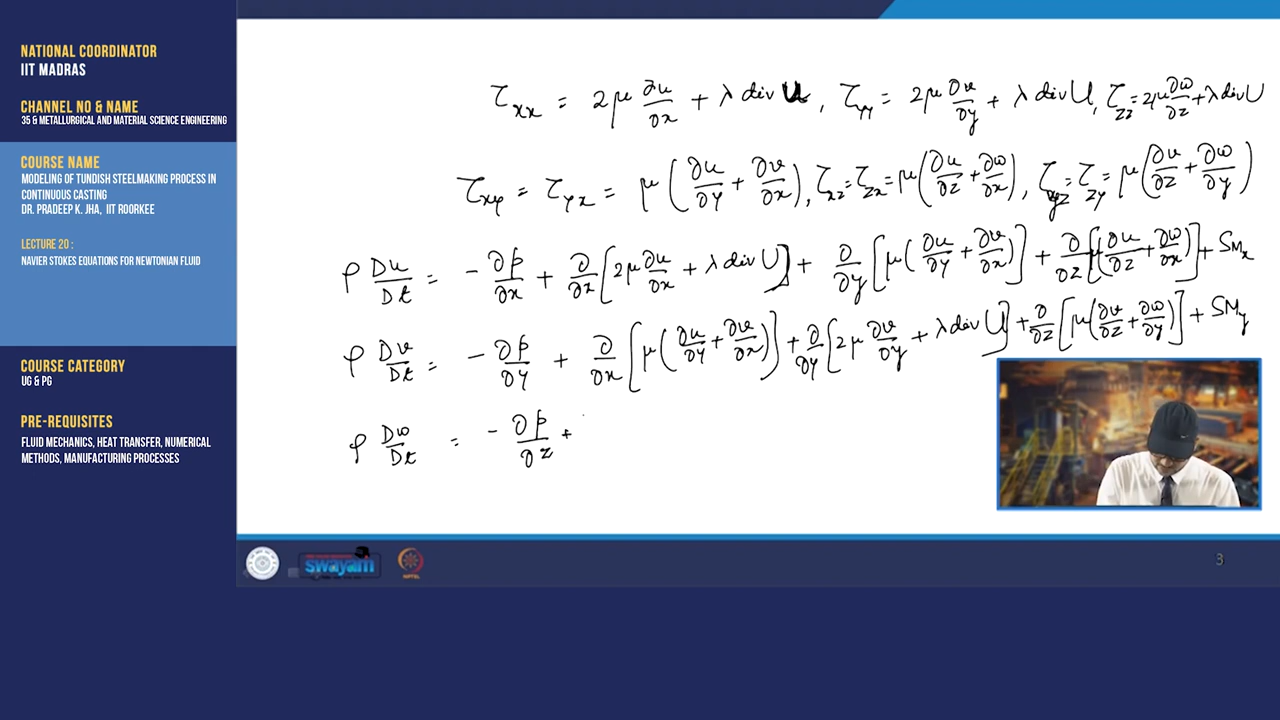 NATIONAL COORDINATOR
IIT MADRAS
CHANNEL NO & NAME
35 & METALLURGICAL AND MATERIAL SCIENCE ENGINEERING
COURSE NAME
MODELING OF TUNDISH STEELMAKING PROCESS IN
CONTINUOUS CASTING
DR. PRADEEP K. JHA, IIT ROORKEE
LECTURE 20 :
NAVIER STOKES EQUATIONS FOR NEWTONIAN FLUID
COURSE CATEGORY
UG & PG
PRE-REQUISITES
FLUID MECHANICS, HEAT TRANSFER, NUMERICAL
METHODS, MANUFACTURING PROCESSES
τxx = 2μ ∂u/∂x + λ div U, τyy = 2μ ∂v/∂y + λ div U, τzz = 2μ ∂w/∂z + λ div U
τxy = τyx = μ(∂u/∂y + ∂v/∂x), τxz = τzx = μ(∂u/∂z + ∂w/∂x), τyz = τzy = μ(∂v/∂z + ∂w/∂y)
ρ Du/Dt = -∂p/∂x + ∂/∂x[2μ ∂u/∂x + λ div U] + ∂/∂y[μ(∂u/∂y + ∂v/∂x)] + ∂/∂z[μ(∂u/∂z + ∂w/∂x)] + SMx
ρ Dv/Dt = -∂p/∂y + ∂/∂x[μ(∂u/∂y + ∂v/∂x)] + ∂/∂y[2μ ∂v/∂y + λ div U] + ∂/∂z[μ(∂v/∂z + ∂w/∂y)] + SMy
ρ Dw/Dt = -∂p/∂z +
swayam
3